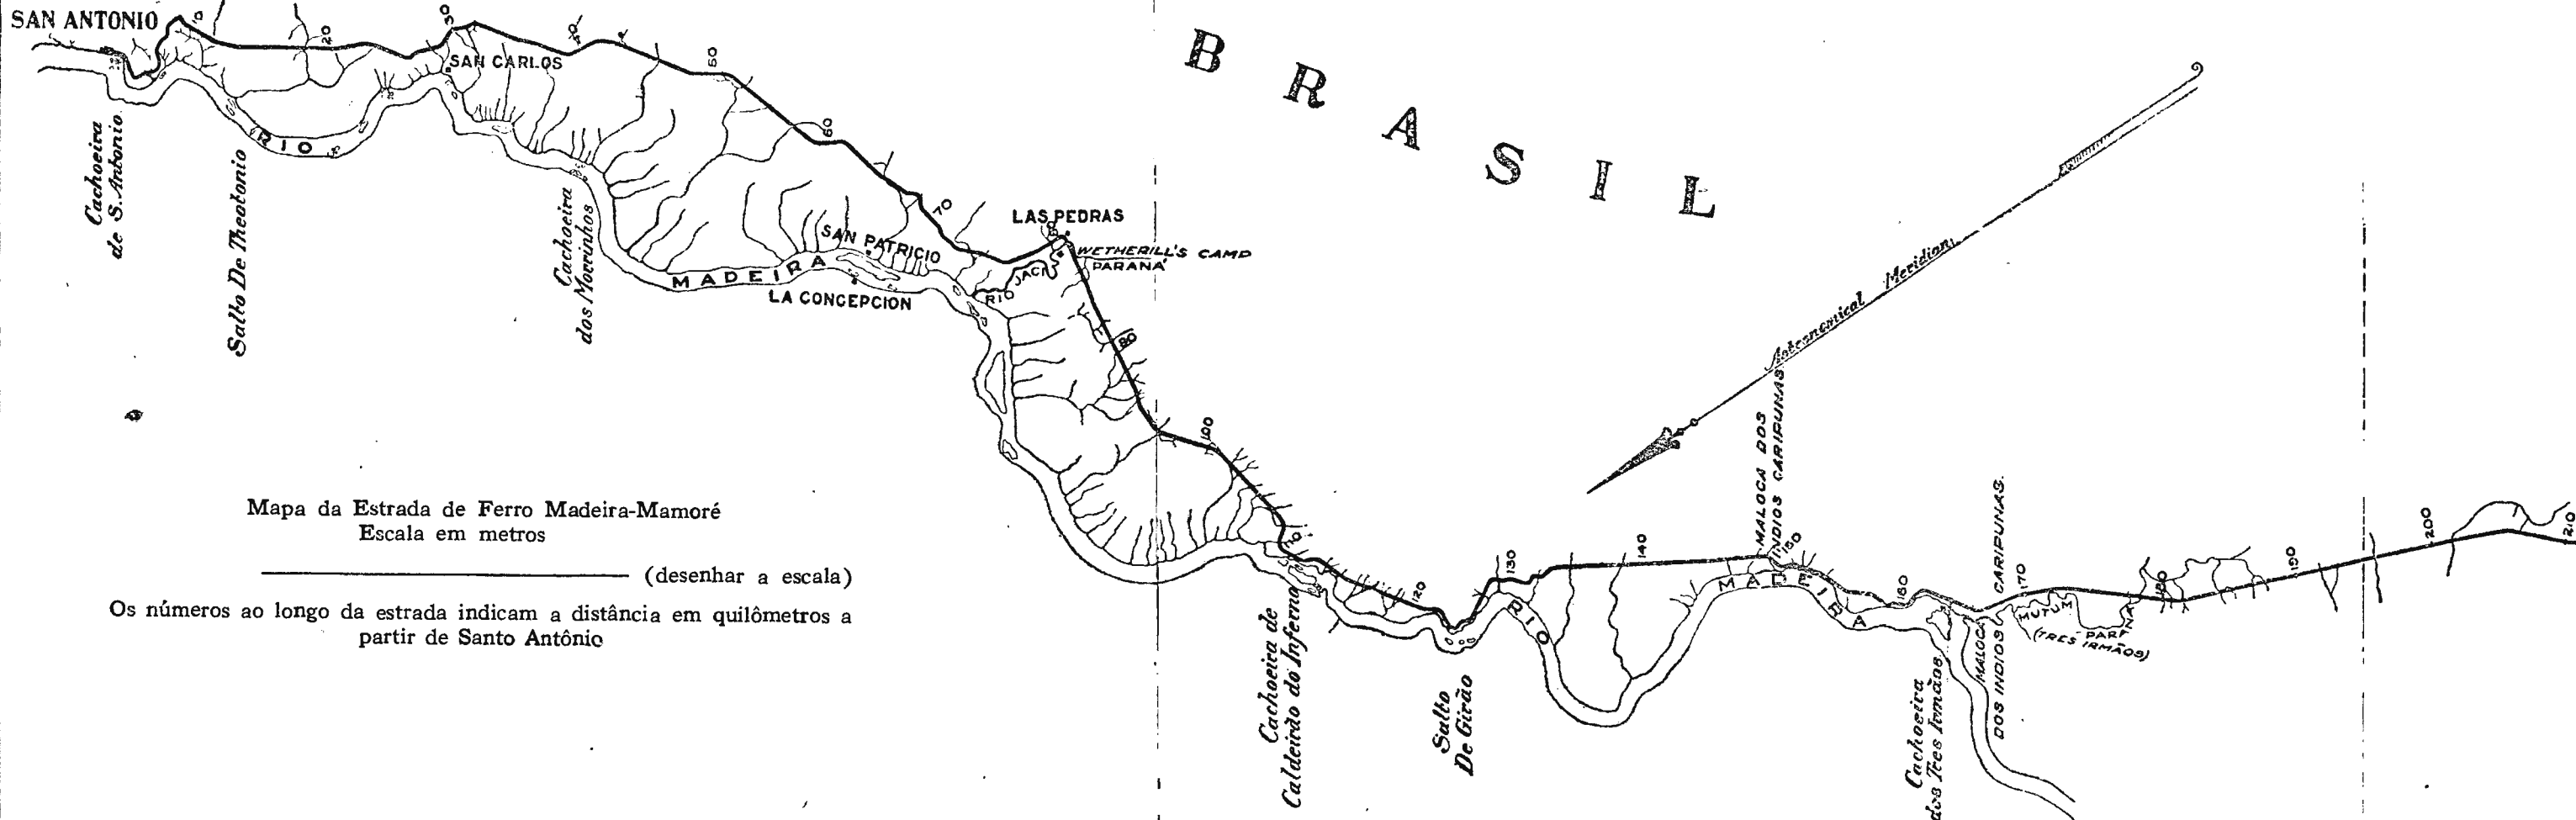 SAN ANTONIO
10
20
30
40
50
60
70
80
100
110
120
130
140
150
160
170
180
190
200
210
SAN CARLOS
Cachoeira
de S. Antonio.
Salto De Theotonio
RIO
Cachoeira
dos Morrinhos
MADEIRA
SAN PATRICIO
LA CONCEPCION
LAS PEDRAS
WETHERILL'S CAMP
PARANÁ
RIO JACI
BRASIL
Astronomical Meridian
Mapa da Estrada de Ferro Madeira-Mamoré
Escala em metros
(desenhar a escala)
Os números ao longo da estrada indicam a distância em quilômetros a
partir de Santo Antônio
Cachoeira de
Caldeirão do Inferno
Salto
De Girão
RIO
MADEIRA
MALOCA DOS
INDIOS CARIPUNAS
Cachoeira
dos Tres Irmãos
MALOCA
DOS INDIOS CARIPUNAS.
MUTUM
PARANÁ
(TRES IRMÃOS)